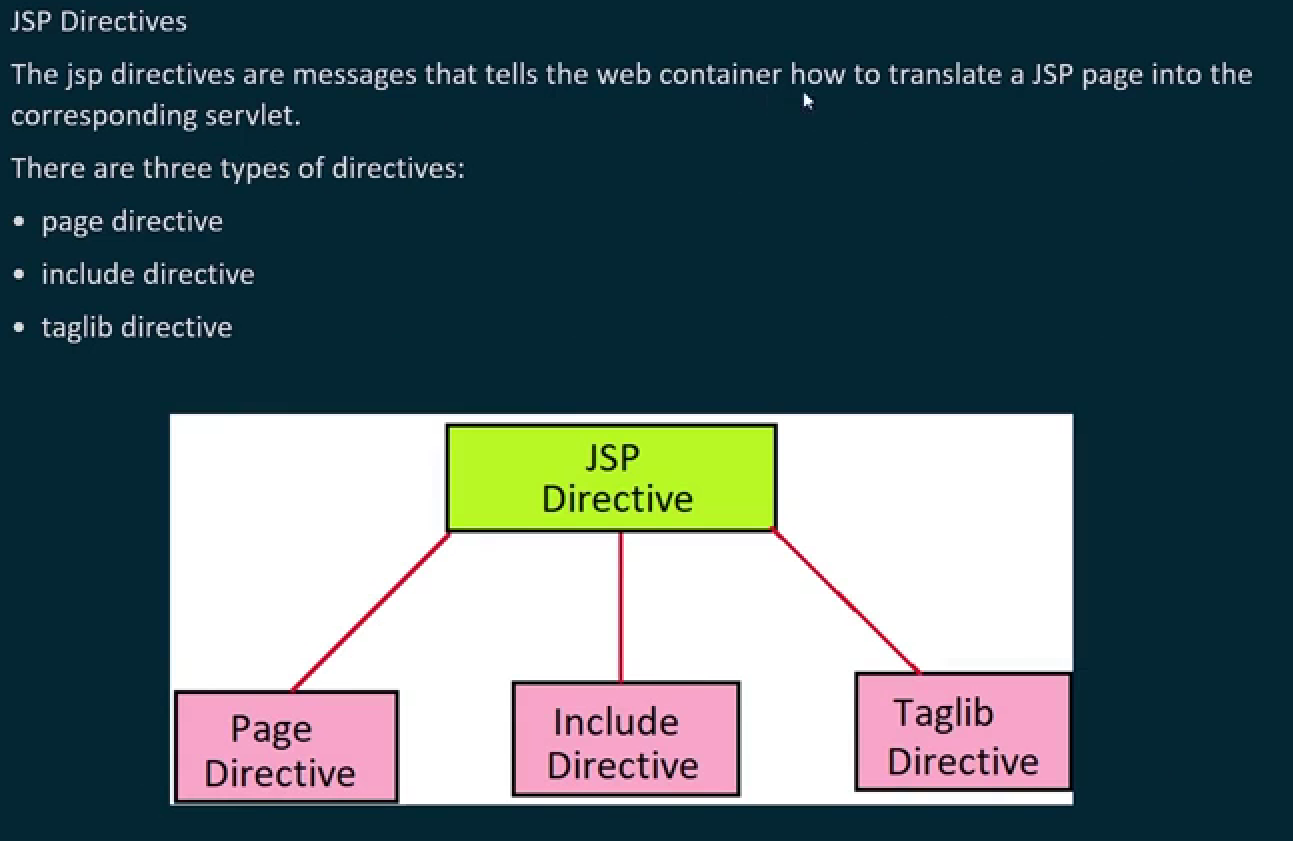 JSP Directives
The jsp directives are messages that tells the web container how to translate a JSP page into the
corresponding servlet.
There are three types of directives:
• page directive
• include directive
• taglib directive
JSP
Directive
Page
Directive
Include
Directive
Taglib
Directive